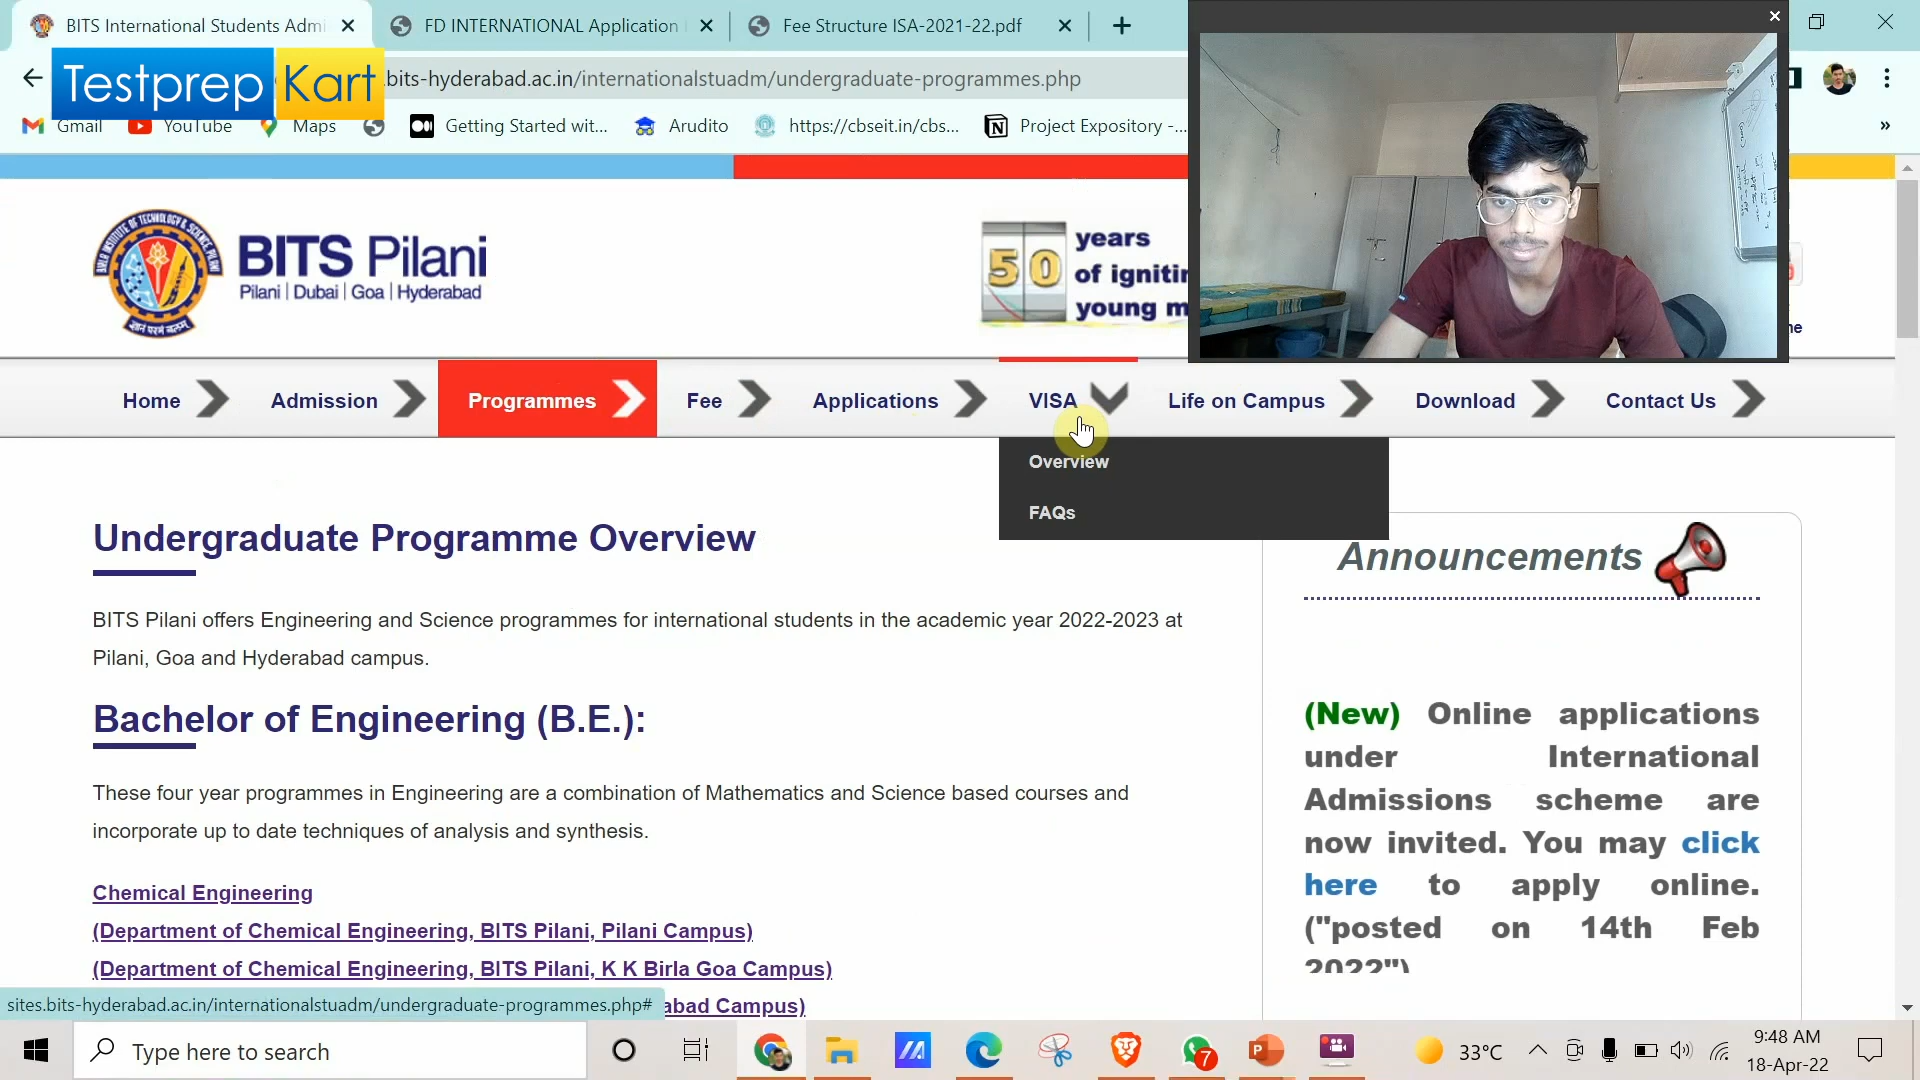 BITS International Students Admi
FD INTERNATIONAL Application
Fee Structure ISA-2021-22.pdf
Testprep Kart
bits-hyderabad.ac.in/internationalstuadm/undergraduate-programmes.php
Gmail
YouTube
Maps
Getting Started wit...
Arudito
https://cbseit.in/cbs...
Project Expository -...
»
BIRLA INSTITUTE OF TECHNOLOGY & SCIENCE, PILANI
ज्ञानं परमं बलम्
BITS Pilani
Pilani | Dubai | Goa | Hyderabad
50 years
of igniti
young m
Home
Admission
Programmes
Fee
Applications
VISA
Life on Campus
Download
Contact Us
Overview
FAQs
Undergraduate Programme Overview
BITS Pilani offers Engineering and Science programmes for international students in the academic year 2022-2023 at
Pilani, Goa and Hyderabad campus.
Bachelor of Engineering (B.E.):
These four year programmes in Engineering are a combination of Mathematics and Science based courses and
incorporate up to date techniques of analysis and synthesis.
Chemical Engineering
(Department of Chemical Engineering, BITS Pilani, Pilani Campus)
(Department of Chemical Engineering, BITS Pilani, K K Birla Goa Campus)
abad Campus)
Announcements
(New) Online applications
under International
Admissions scheme are
now invited. You may click
here to apply online.
("posted on 14th Feb
2022")
sites.bits-hyderabad.ac.in/internationalstuadm/undergraduate-programmes.php#
Type here to search
7
33°C
9:48 AM
18-Apr-22